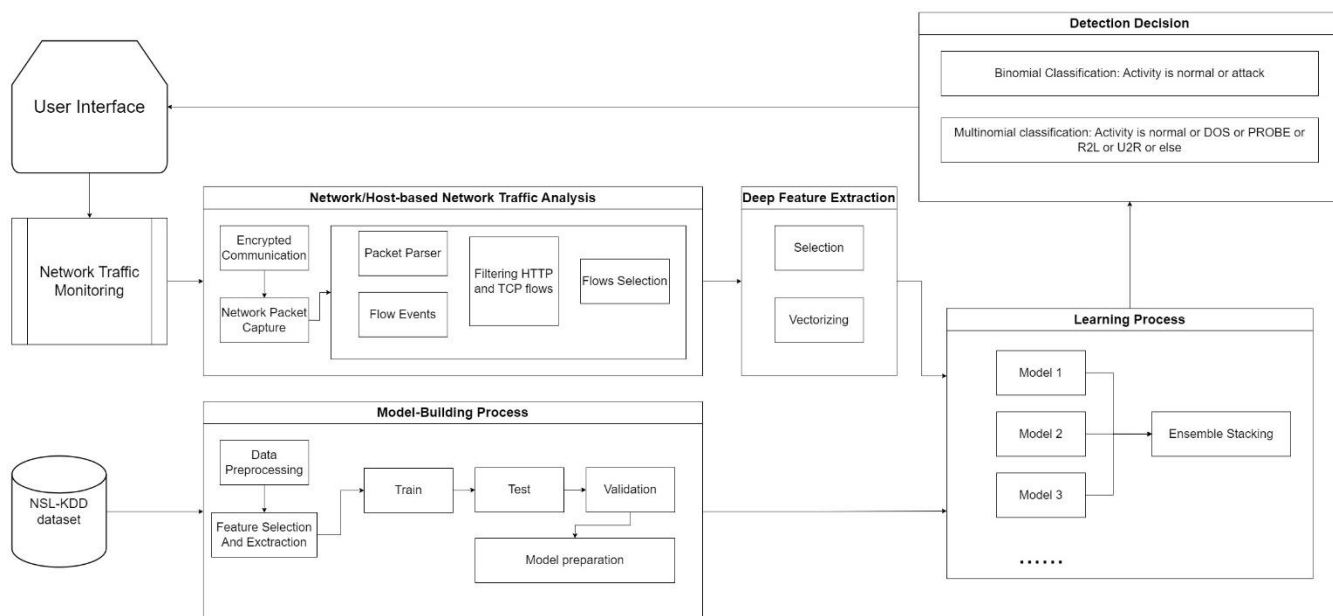 Detection Decision
Binomial Classification: Activity is normal or attack
Multinomial classification: Activity is normal or DOS or PROBE or
R2L or U2R or else
User Interface
Network Traffic
Monitoring
Network/Host-based Network Traffic Analysis
Encrypted
Communication
Network Packet
Capture
Packet Parser
Flow Events
Filtering HTTP
and TCP flows
Flows Selection
Deep Feature Extraction
Selection
Vectorizing
Learning Process
Model 1
Model 2
Model 3
Ensemble Stacking
......
NSL-KDD
dataset
Model-Building Process
Data
Preprocessing
Feature Selection
And Exctraction
Train
Test
Validation
Model preparation